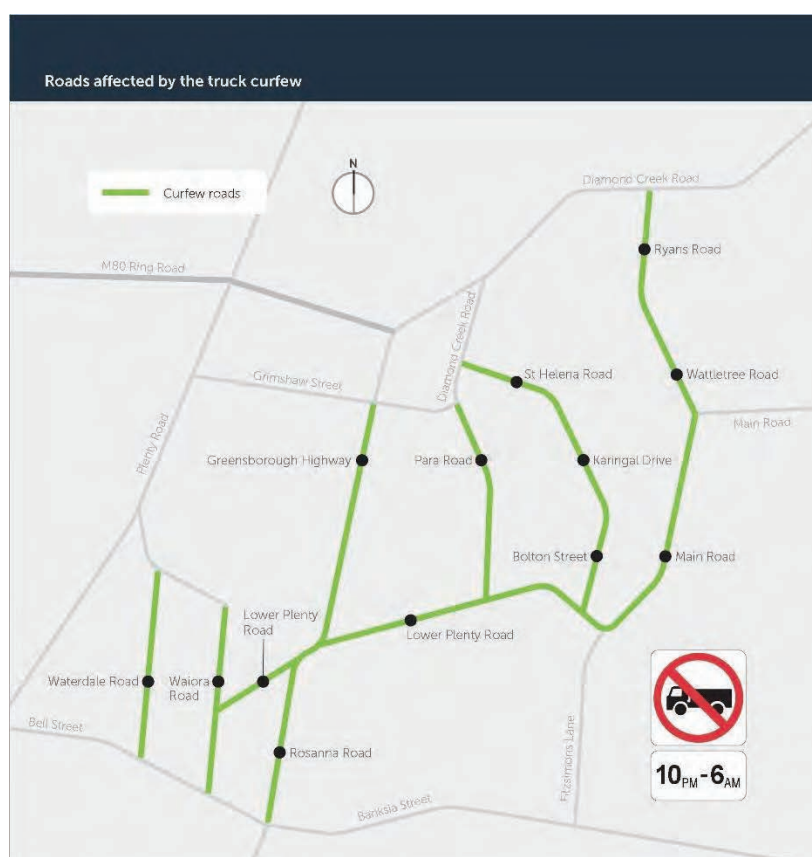 Roads affected by the truck curfew
N
Curfew roads
Diamond Creek Road
Ryans Road
M80 Ring Road
Diamond Creek Road
St Helena Road
Wattletree Road
Grimshaw Street
Main Road
Plenty Road
Greensborough Highway
Para Road
Karingal Drive
Bolton Street
Main Road
Lower Plenty
Road
Lower Plenty Road
Waterdale Road
Waiora
Road
Bell Street
Rosanna Road
Fitzsimons Lane
10PM-6AM
Banksia Street